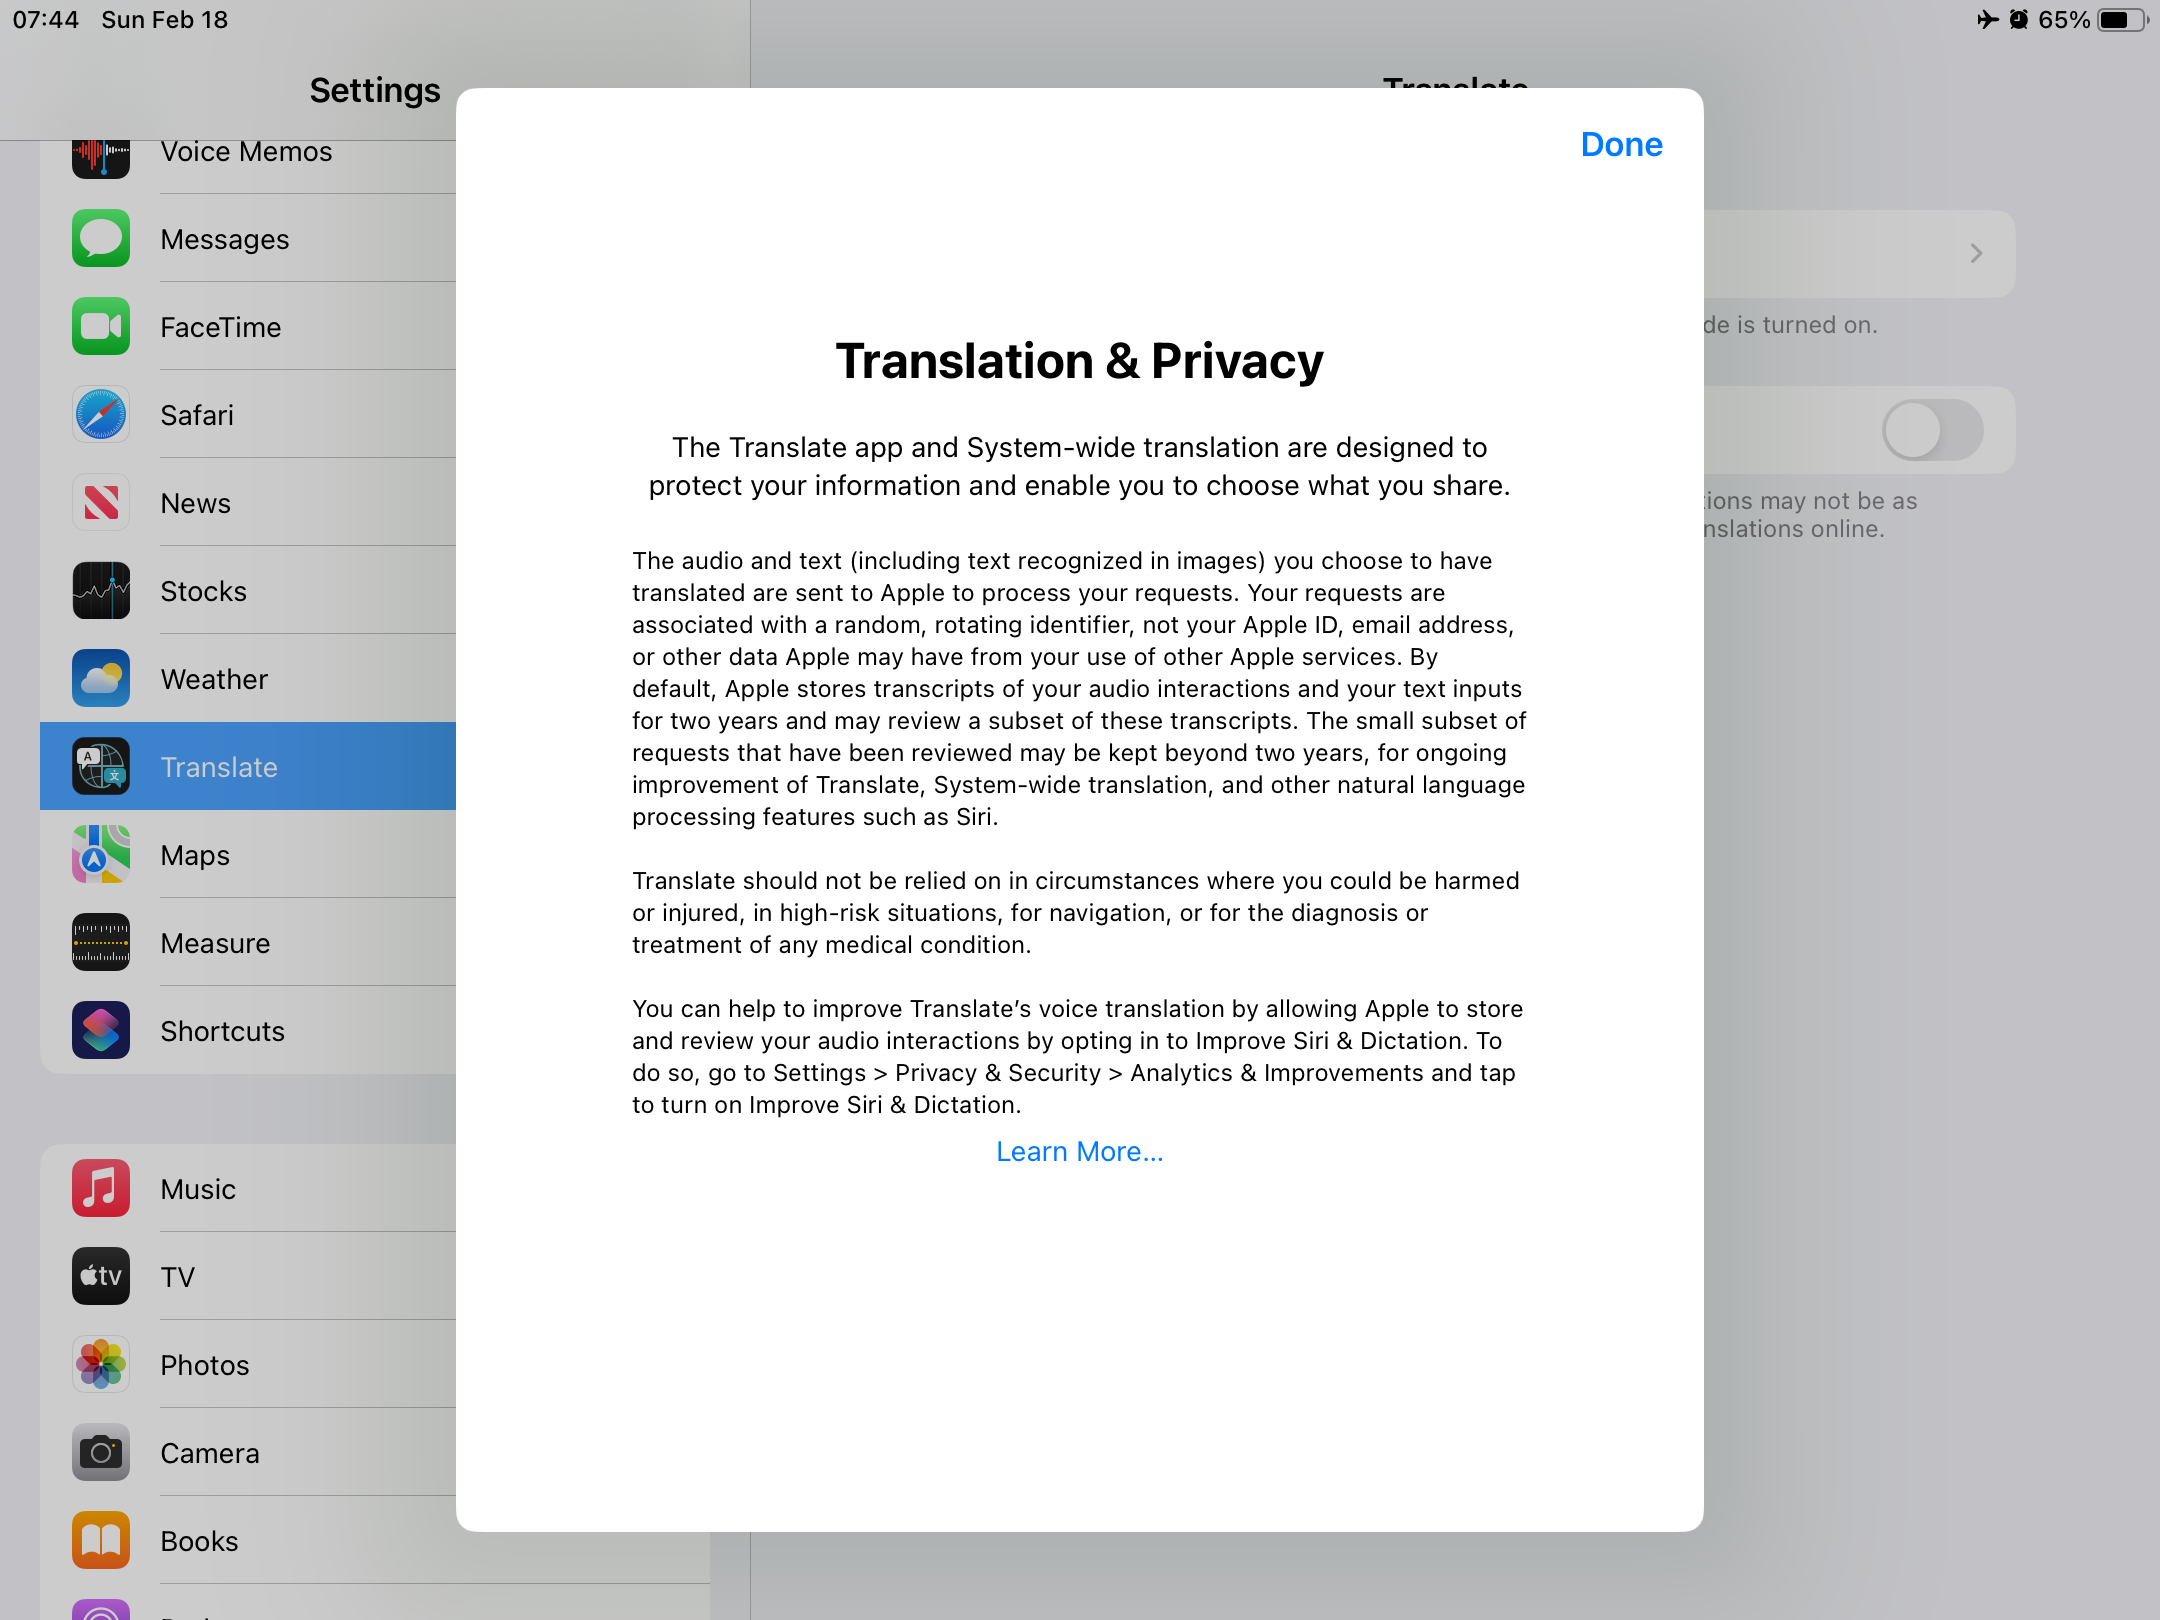 07:44 Sun Feb 18
65%
Settings
Voice Memos
Messages
FaceTime
Safari
News
Stocks
Weather
Translate
Maps
Measure
Shortcuts
Music
TV
Photos
Camera
Books
Translate
de is turned on.
tions may not be as
nslations online.
Done
Translation & Privacy
The Translate app and System-wide translation are designed to
protect your information and enable you to choose what you share.
The audio and text (including text recognized in images) you choose to have
translated are sent to Apple to process your requests. Your requests are
associated with a random, rotating identifier, not your Apple ID, email address,
or other data Apple may have from your use of other Apple services. By
default, Apple stores transcripts of your audio interactions and your text inputs
for two years and may review a subset of these transcripts. The small subset of
requests that have been reviewed may be kept beyond two years, for ongoing
improvement of Translate, System-wide translation, and other natural language
processing features such as Siri.
Translate should not be relied on in circumstances where you could be harmed
or injured, in high-risk situations, for navigation, or for the diagnosis or
treatment of any medical condition.
You can help to improve Translate’s voice translation by allowing Apple to store
and review your audio interactions by opting in to Improve Siri & Dictation. To
do so, go to Settings > Privacy & Security > Analytics & Improvements and tap
to turn on Improve Siri & Dictation.
Learn More...